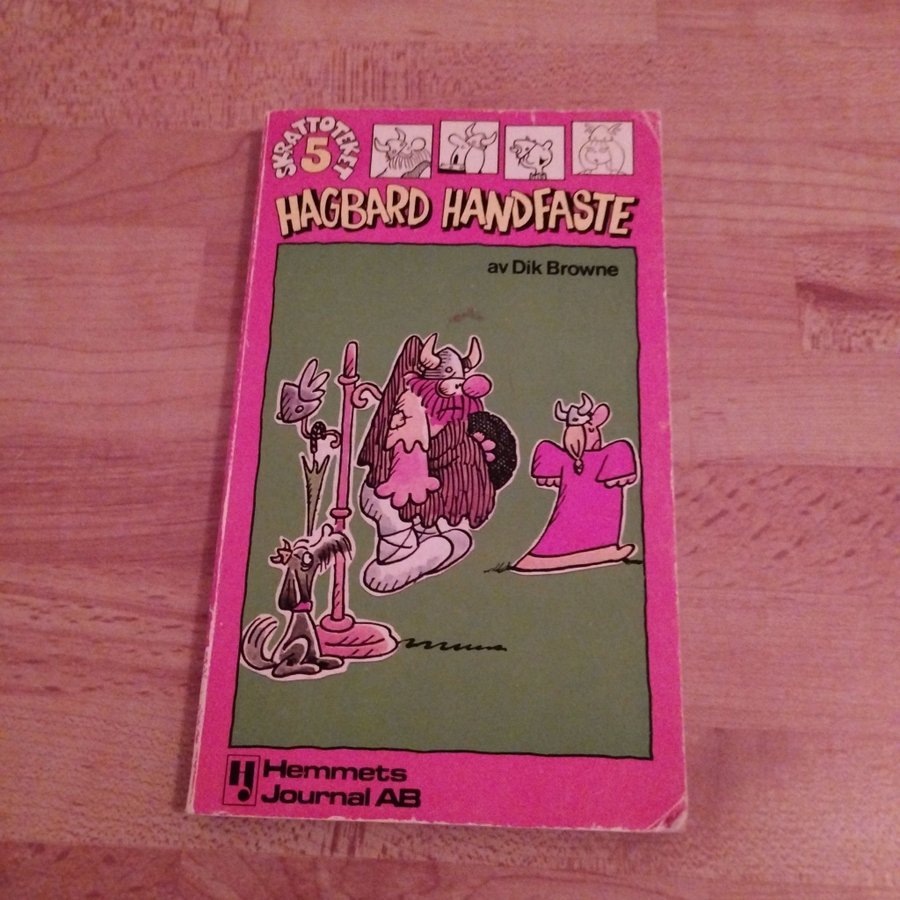 SKRATTOTEKET
5
HAGBARD HANDFASTE
av Dik Browne
H
Hemmets
Journal AB